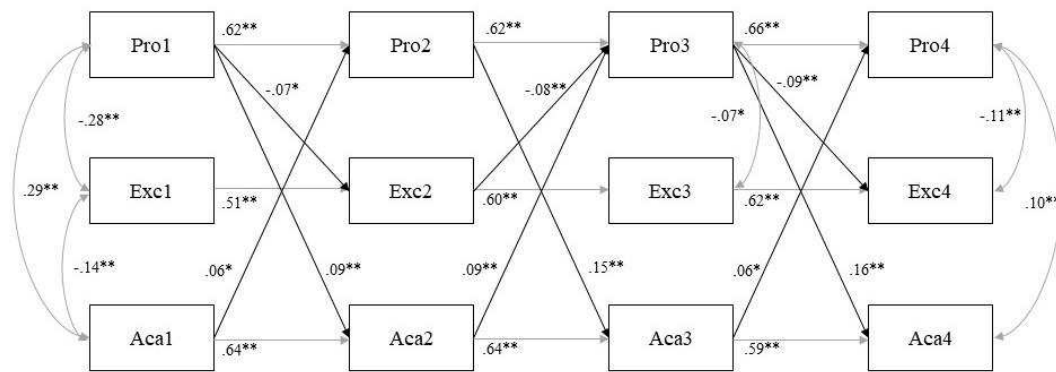 Pro1 .62** Pro2 .62** Pro3 .66** Pro4
-.07* -.08** -.09**
-.28** -.07* -.11**
Exc1 .51** Exc2 .60** Exc3 .62** Exc4
.29** .10**
-.14** .06* .09** .09** .15** .06* .16**
Aca1 .64** Aca2 .64** Aca3 .59** Aca4